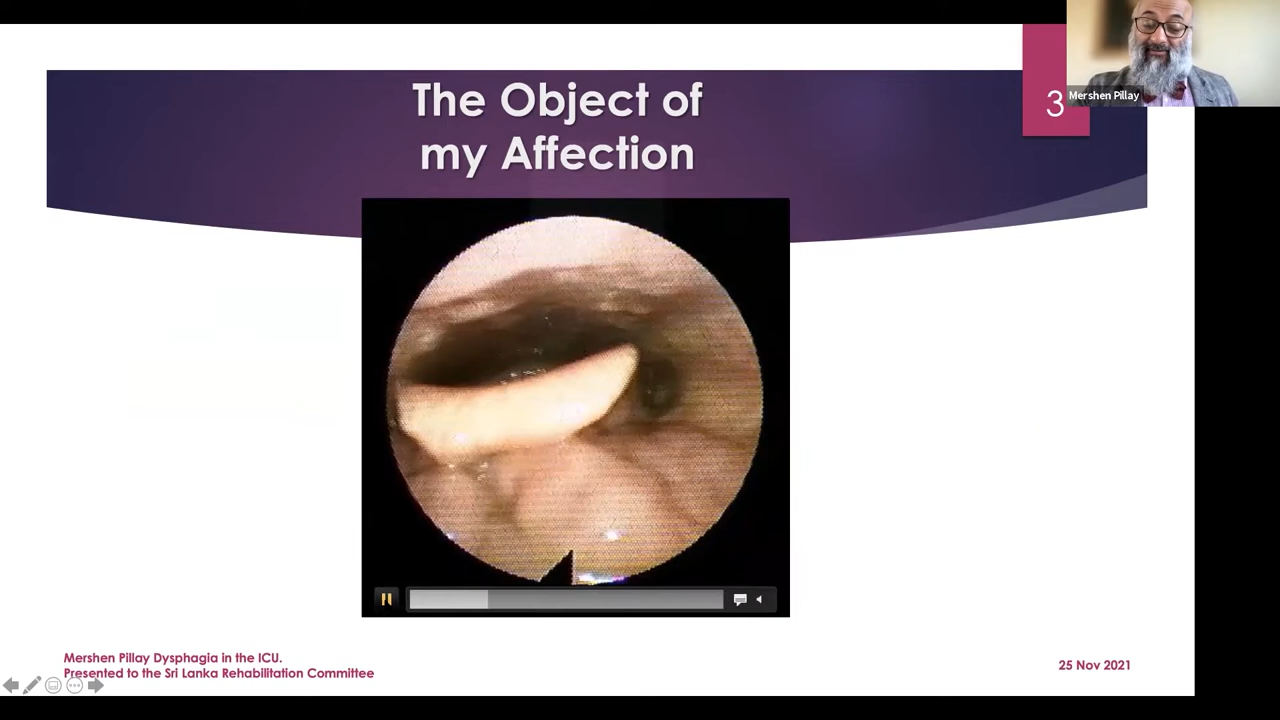 The Object of
my Affection
3
Mershen Pillay
Mershen Pillay Dysphagia in the ICU.
Presented to the Sri Lanka Rehabilitation Committee
25 Nov 2021